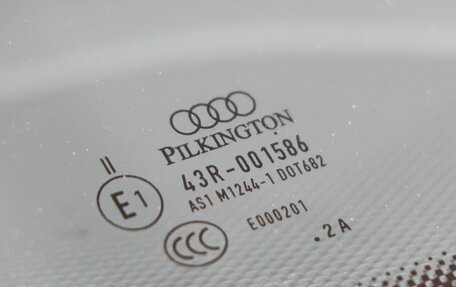 PILKINGTON
II
43R-001586
E1
AS1 M1244-1 DOT682
CCC
E000201
.2A